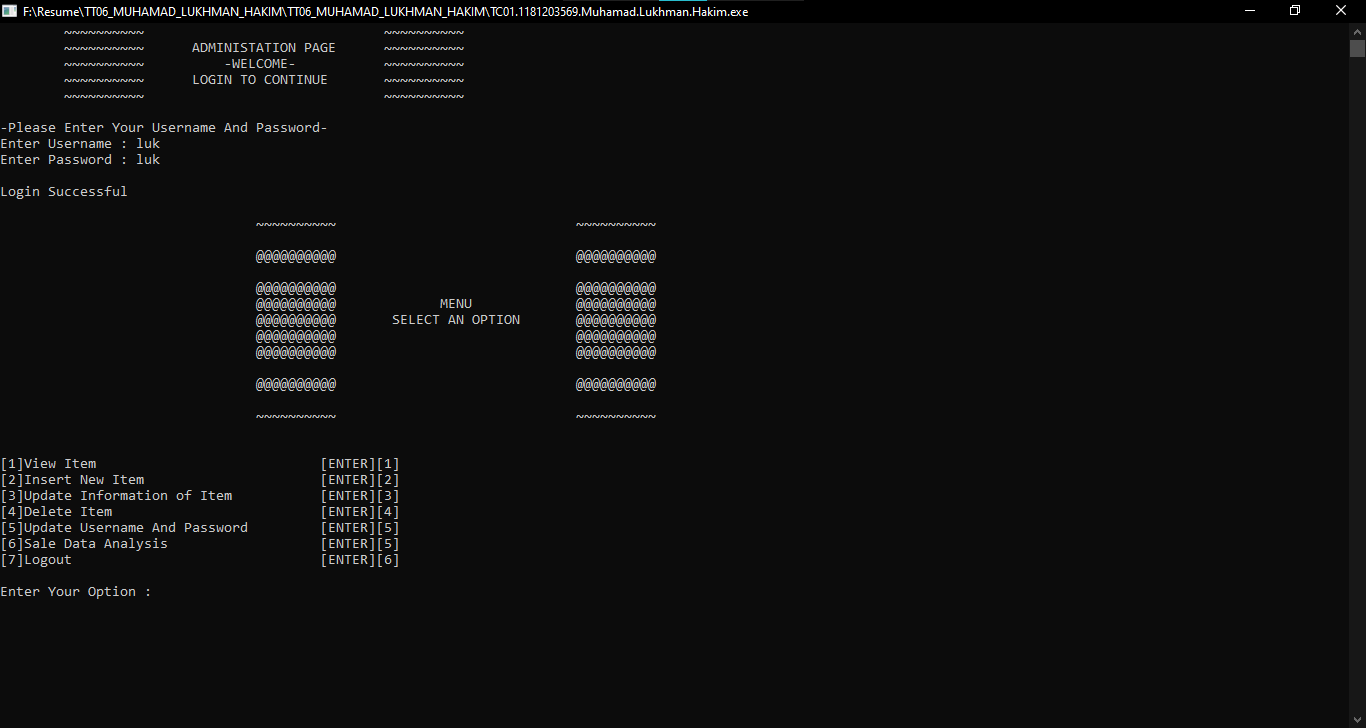 F:\Resume\TT06_MUHAMAD_LUKHMAN_HAKIM\TT06_MUHAMAD_LUKHMAN_HAKIM\TC01.1181203569.Muhamad.Lukhman.Hakim.exe
~~~~~~~~~~ ~~~~~~~~~~
~~~~~~~~~~ ADMINISTATION PAGE ~~~~~~~~~~
~~~~~~~~~~ -WELCOME- ~~~~~~~~~~
~~~~~~~~~~ LOGIN TO CONTINUE ~~~~~~~~~~
~~~~~~~~~~ ~~~~~~~~~~
-Please Enter Your Username And Password-
Enter Username : luk
Enter Password : luk
Login Successful
~~~~~~~~~~ ~~~~~~~~~~
@@@@@@@@@@ @@@@@@@@@@
@@@@@@@@@@ @@@@@@@@@@
@@@@@@@@@@ MENU @@@@@@@@@@
@@@@@@@@@@ SELECT AN OPTION @@@@@@@@@@
@@@@@@@@@@ @@@@@@@@@@
@@@@@@@@@@ @@@@@@@@@@
@@@@@@@@@@ @@@@@@@@@@
~~~~~~~~~~ ~~~~~~~~~~
[1]View Item [ENTER][1]
[2]Insert New Item [ENTER][2]
[3]Update Information of Item [ENTER][3]
[4]Delete Item [ENTER][4]
[5]Update Username And Password [ENTER][5]
[6]Sale Data Analysis [ENTER][5]
[7]Logout [ENTER][6]
Enter Your Option :